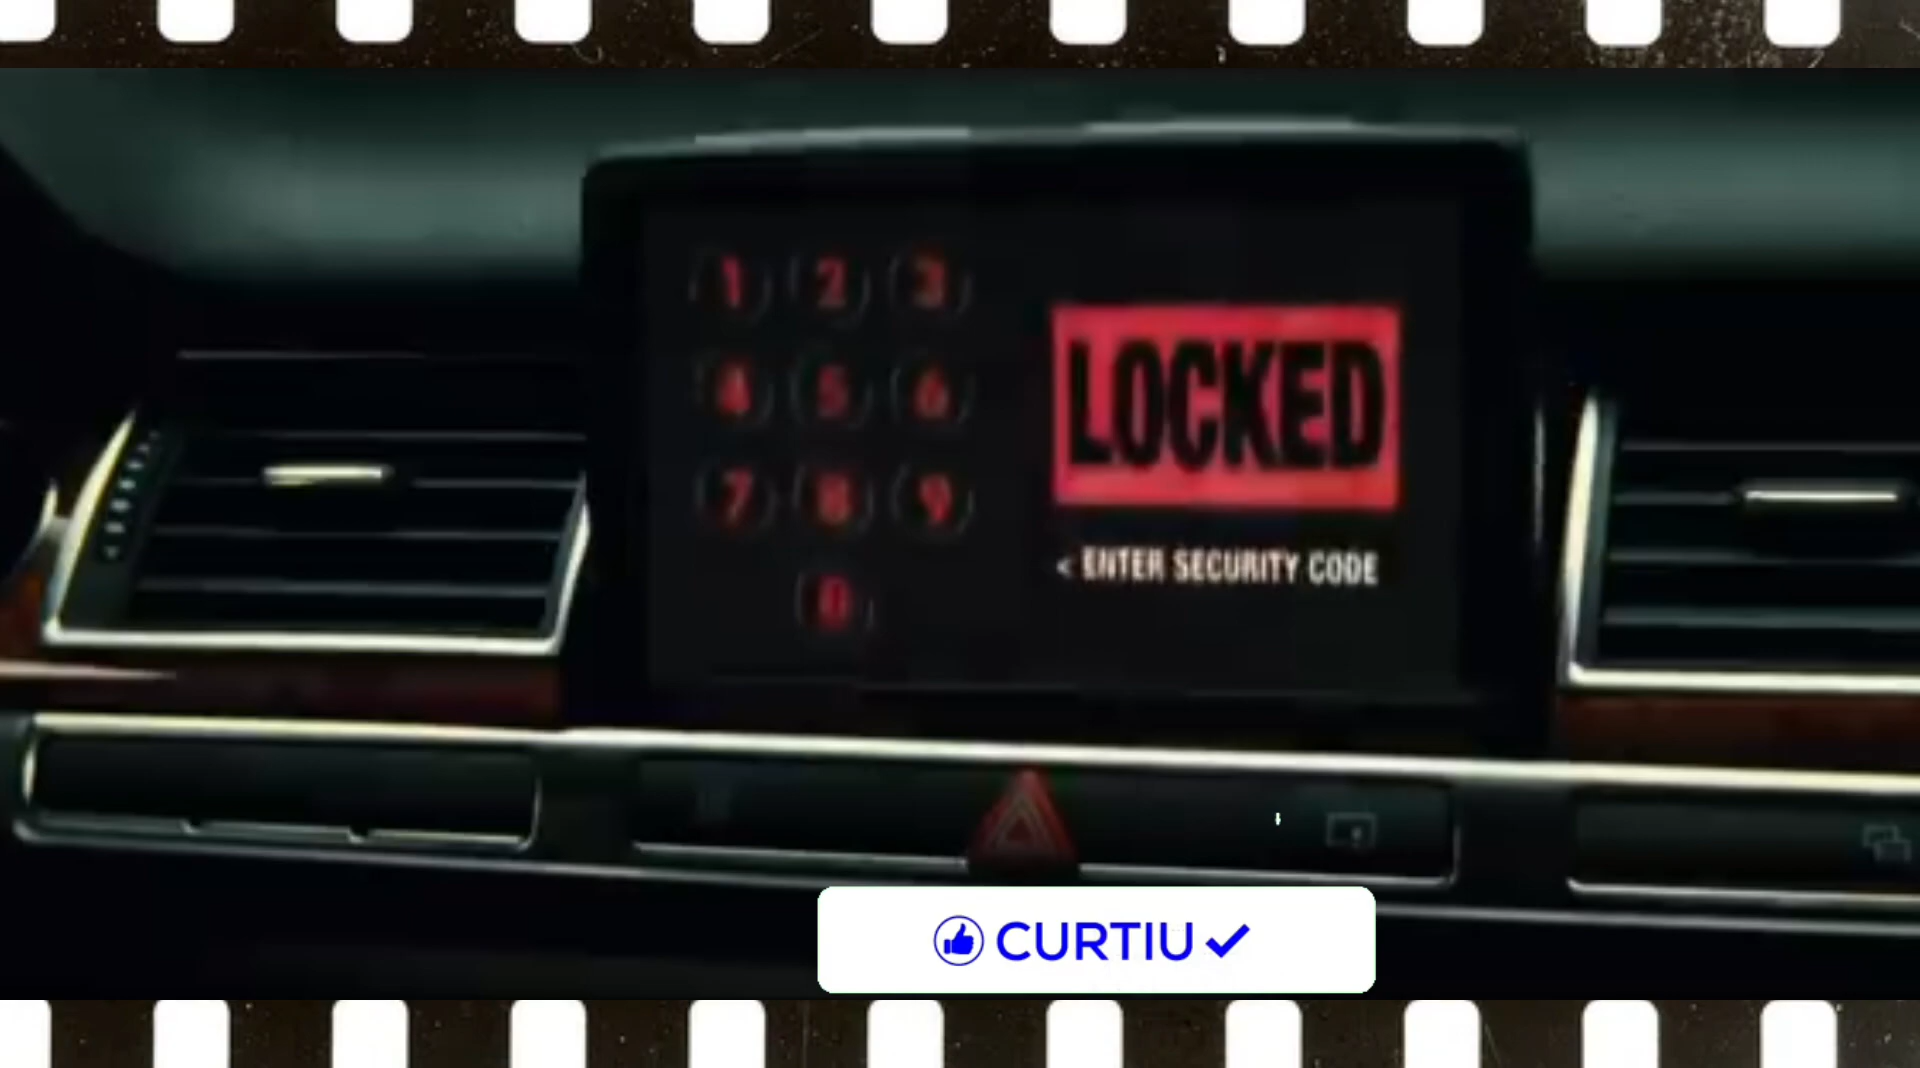 1 2 3
4 5 6
7 8 9
0
LOCKED
< ENTER SECURITY CODE
CURTIU